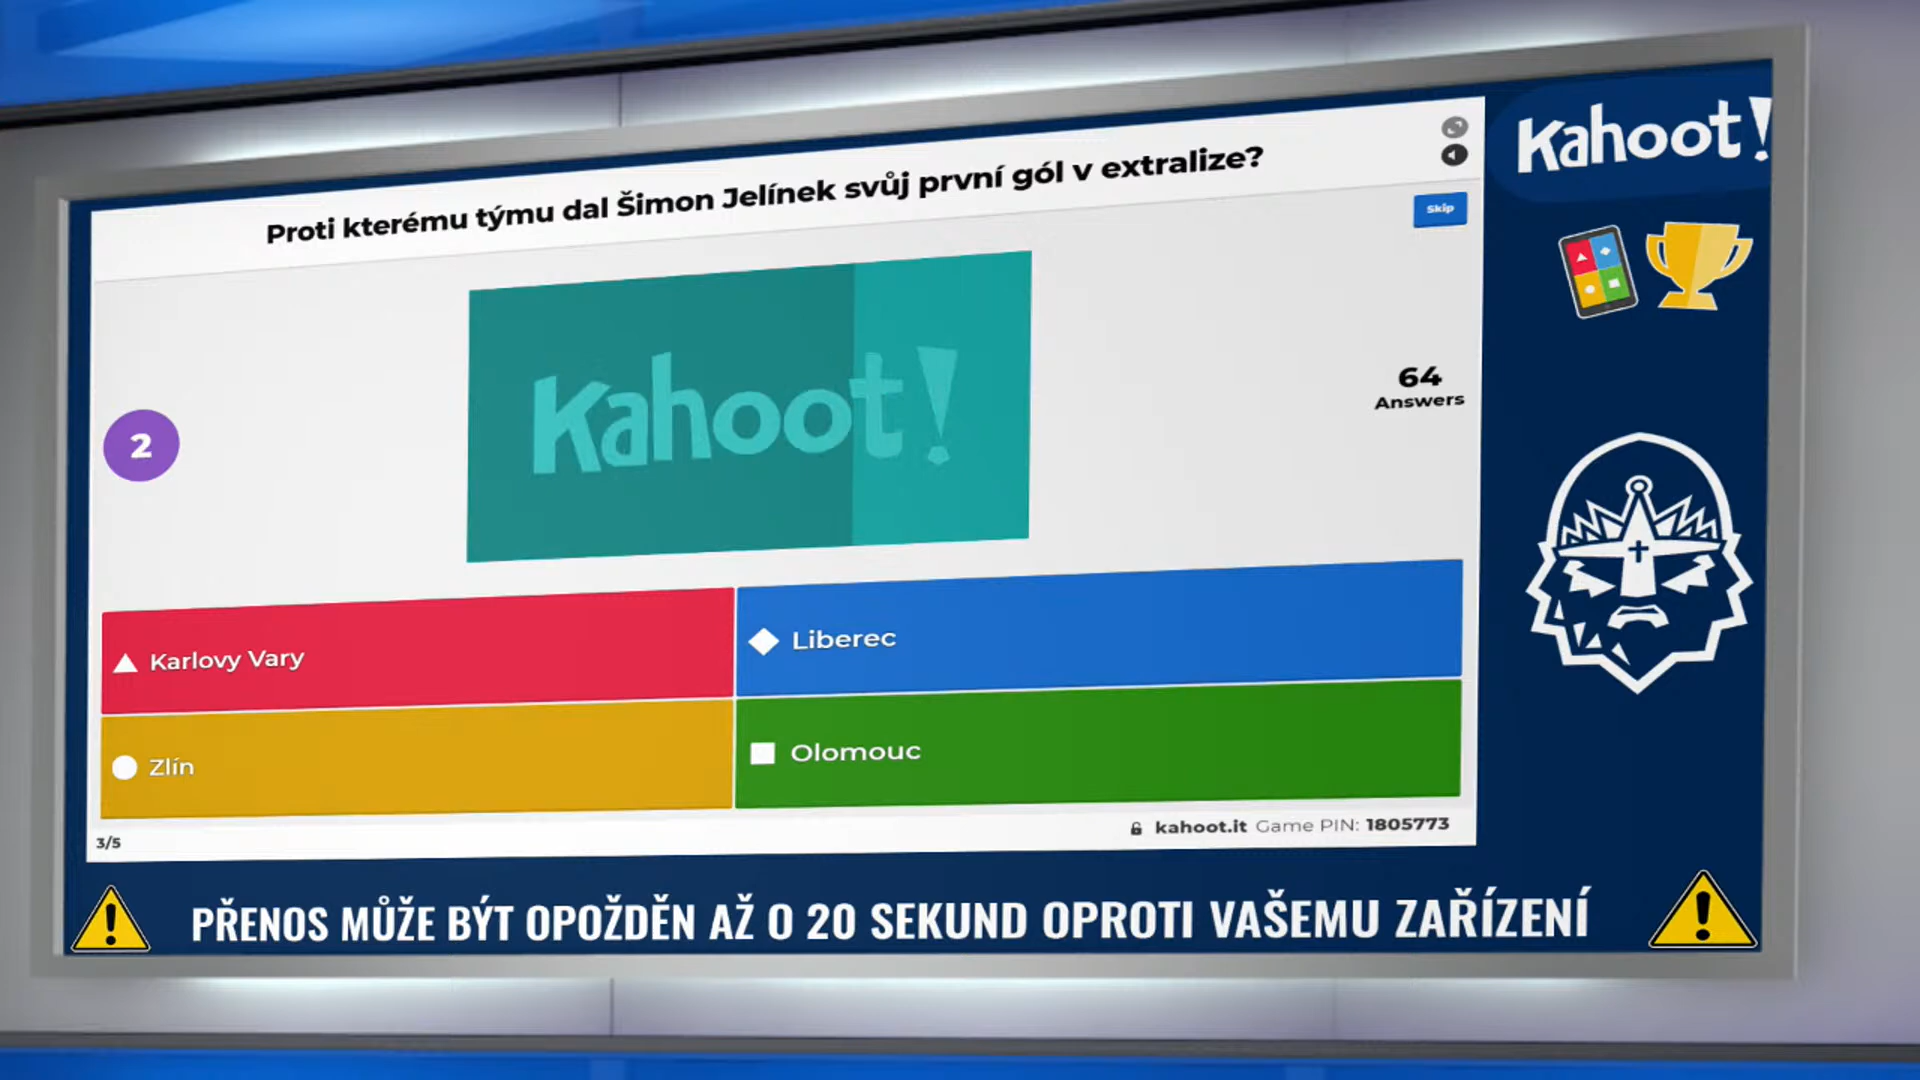 Kahoot!
Proti kterému týmu dal Šimon Jelínek svůj první gól v extralize?
Skip
Kahoot!
2
64
Answers
Karlovy Vary
Liberec
Zlín
Olomouc
3/5
kahoot.it Game PIN: 1805773
PŘENOS MŮŽE BÝT OPOŽDĚN AŽ O 20 SEKUND OPROTI VAŠEMU ZAŘÍZENÍ